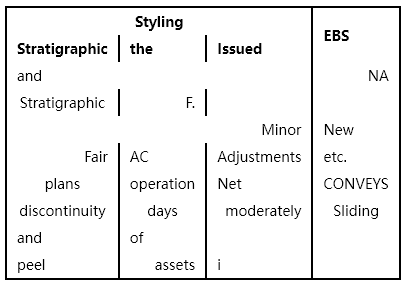 Styling EBS
Stratigraphic the Issued
and NA
Stratigraphic F.
Minor New
Fair AC Adjustments etc.
plans operation Net CONVEYS
discontinuity days moderately Sliding
and of
peel assets i